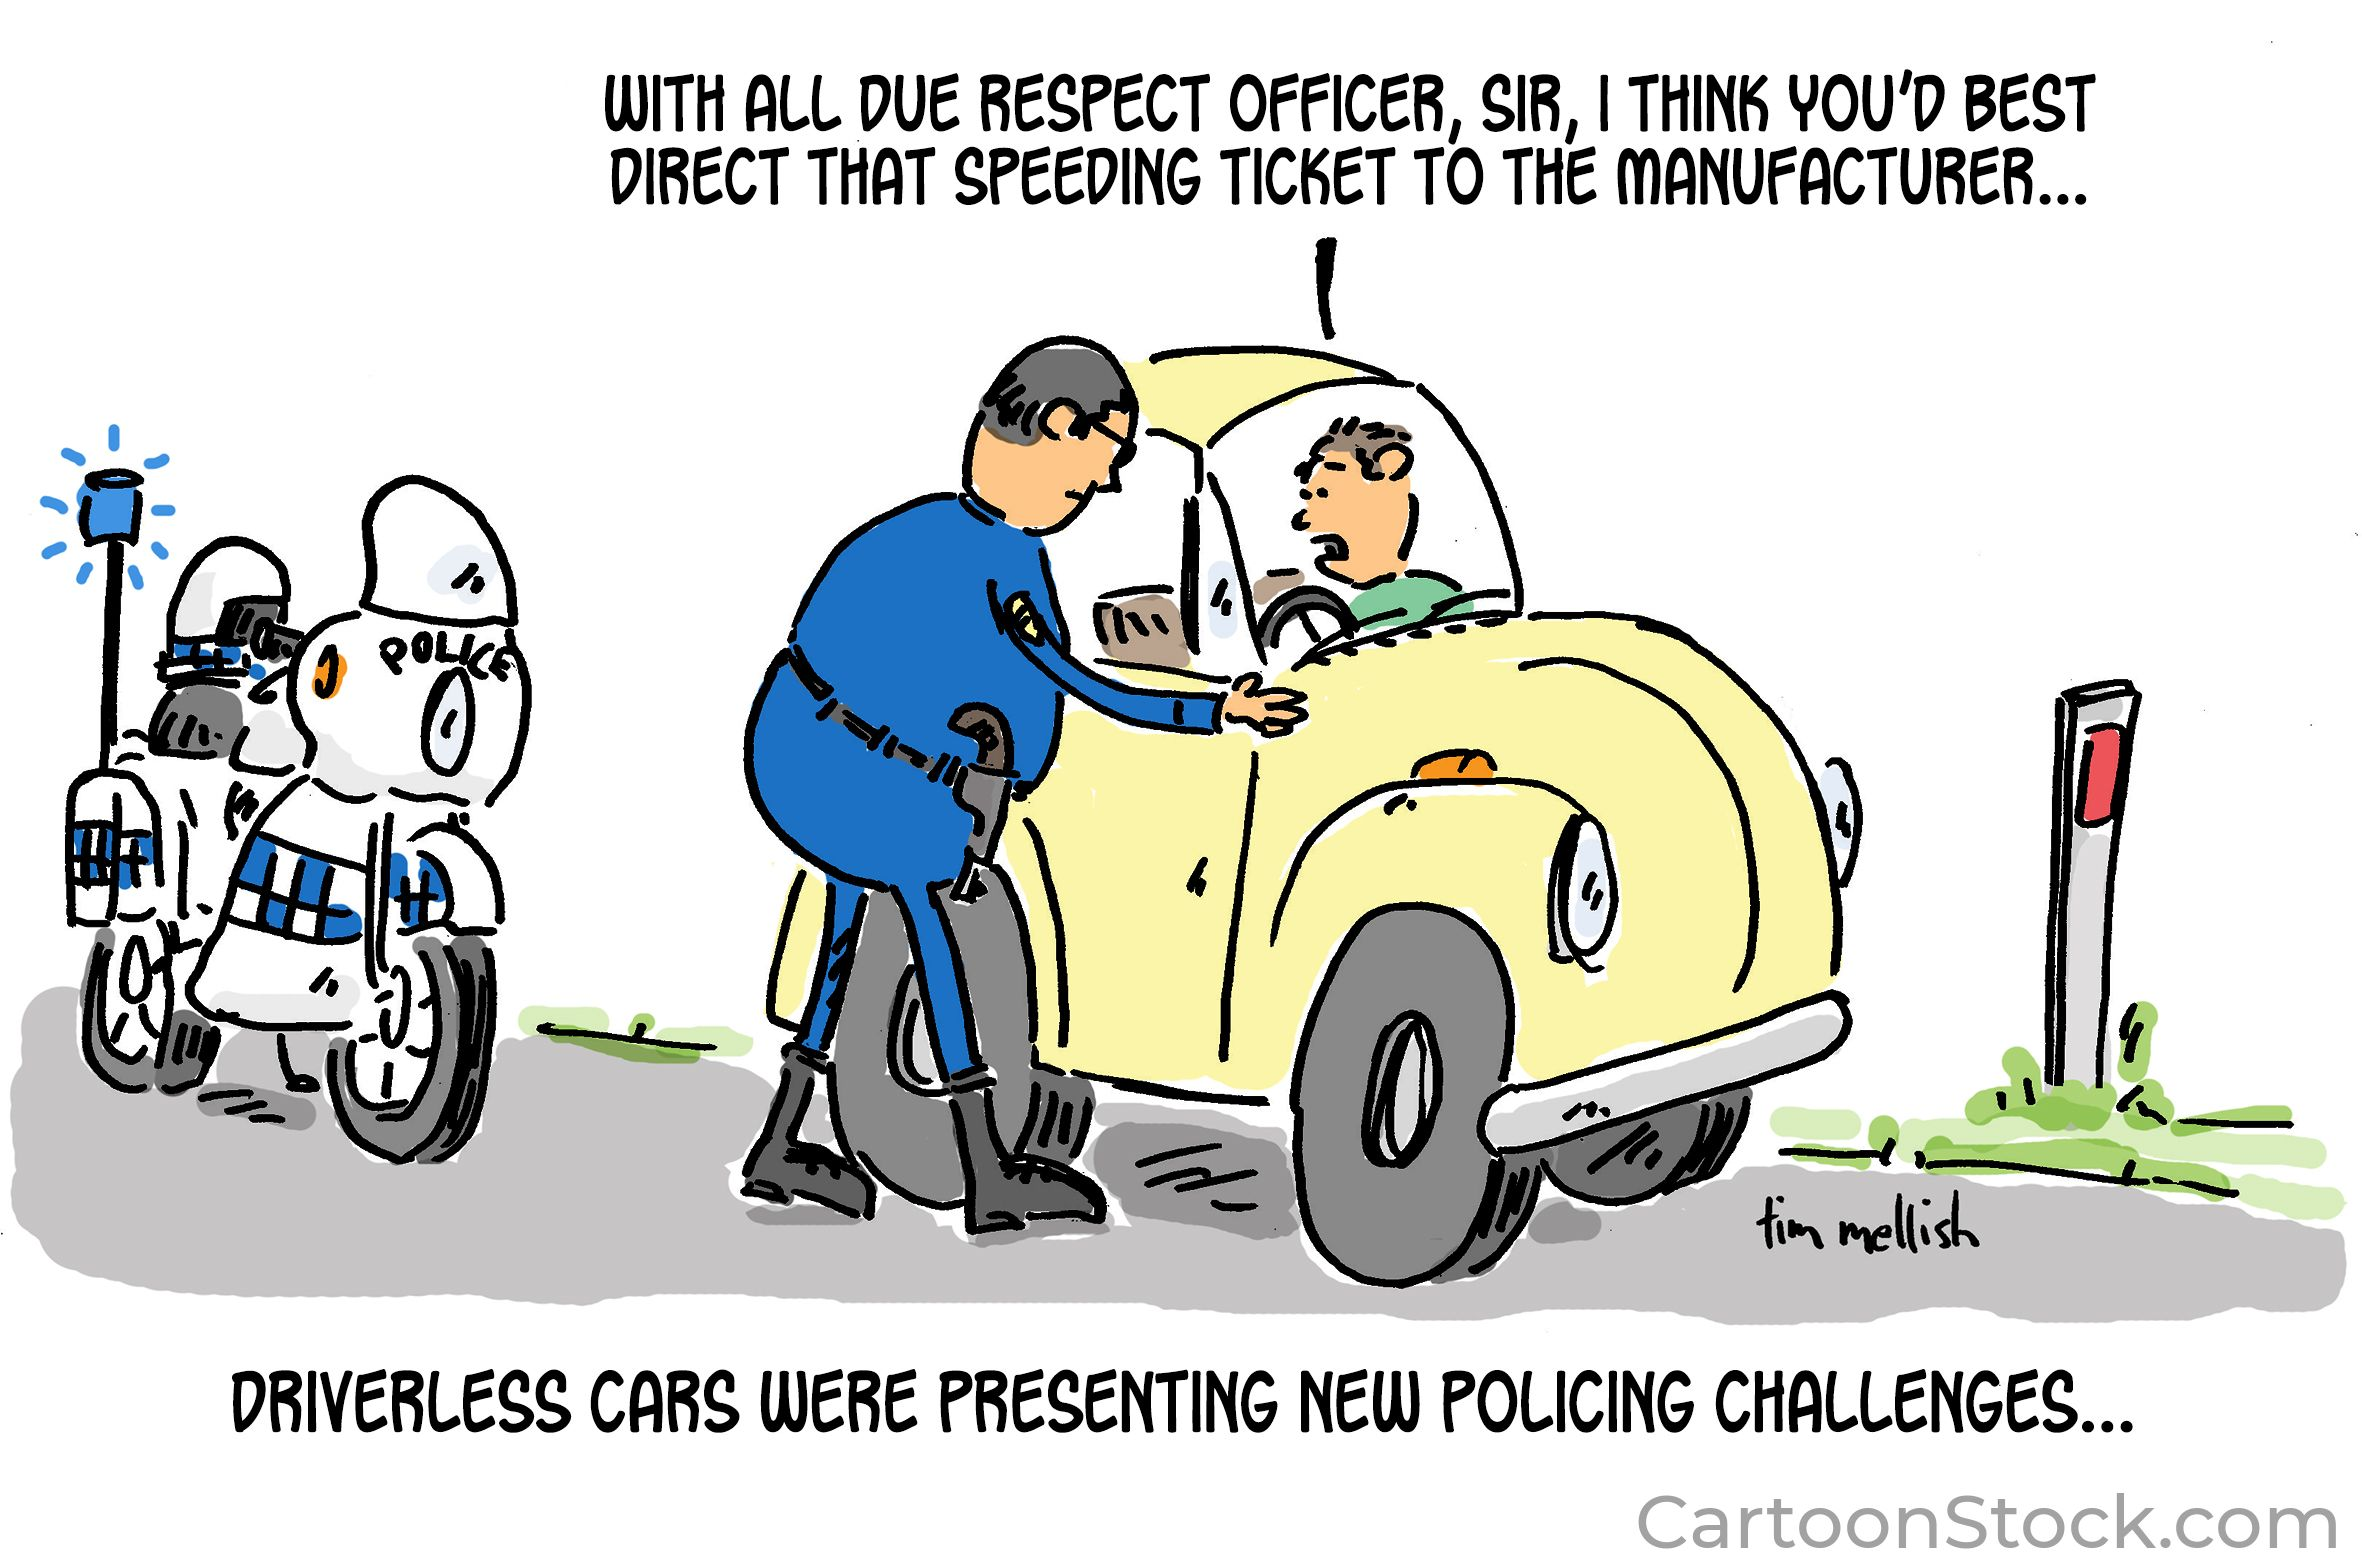 WITH ALL DUE RESPECT OFFICER, SIR, I THINK YOU'D BEST
DIRECT THAT SPEEDING TICKET TO THE MANUFACTURER...
POLICE
tim mellish
DRIVERLESS CARS WERE PRESENTING NEW POLICING CHALLENGES...
CartoonStock.com